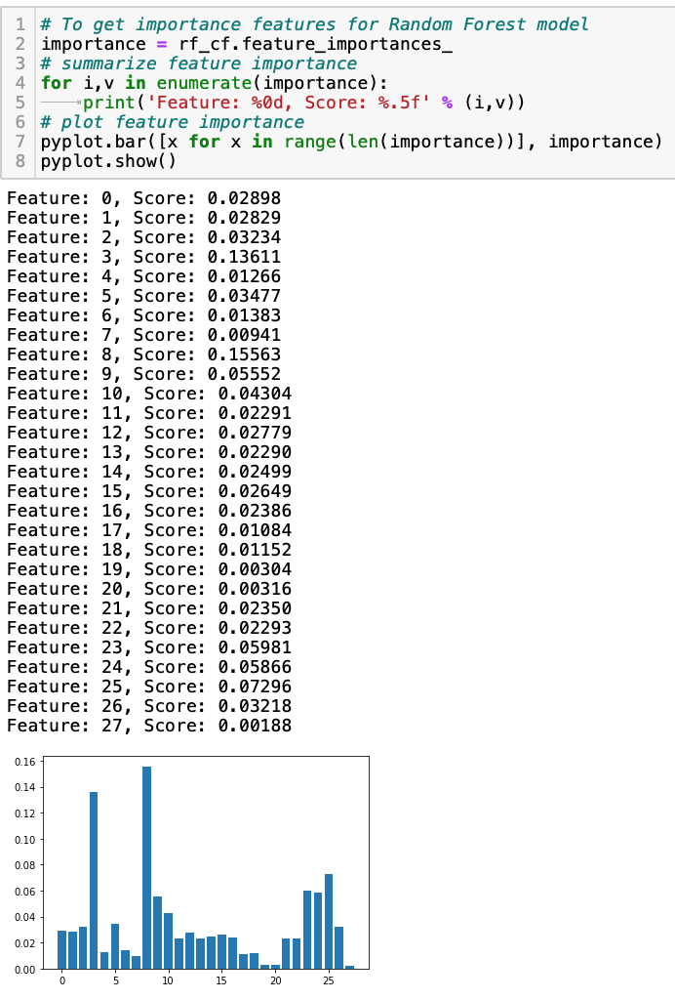 1 # To get importance features for Random Forest model
2 importance = rf_cf.feature_importances_
3 # summarize feature importance
4 for i,v in enumerate(importance):
5 print('Feature: %0d, Score: %.5f' % (i,v))
6 # plot feature importance
7 pyplot.bar([x for x in range(len(importance))], importance)
8 pyplot.show()
Feature: 0, Score: 0.02898
Feature: 1, Score: 0.02829
Feature: 2, Score: 0.03234
Feature: 3, Score: 0.13611
Feature: 4, Score: 0.01266
Feature: 5, Score: 0.03477
Feature: 6, Score: 0.01383
Feature: 7, Score: 0.00941
Feature: 8, Score: 0.15563
Feature: 9, Score: 0.05552
Feature: 10, Score: 0.04304
Feature: 11, Score: 0.02291
Feature: 12, Score: 0.02779
Feature: 13, Score: 0.02290
Feature: 14, Score: 0.02499
Feature: 15, Score: 0.02649
Feature: 16, Score: 0.02386
Feature: 17, Score: 0.01084
Feature: 18, Score: 0.01152
Feature: 19, Score: 0.00304
Feature: 20, Score: 0.00316
Feature: 21, Score: 0.02350
Feature: 22, Score: 0.02293
Feature: 23, Score: 0.05981
Feature: 24, Score: 0.05866
Feature: 25, Score: 0.07296
Feature: 26, Score: 0.03218
Feature: 27, Score: 0.00188
0.16
0.14
0.12
0.10
0.08
0.06
0.04
0.02
0.00
0 5 10 15 20 25